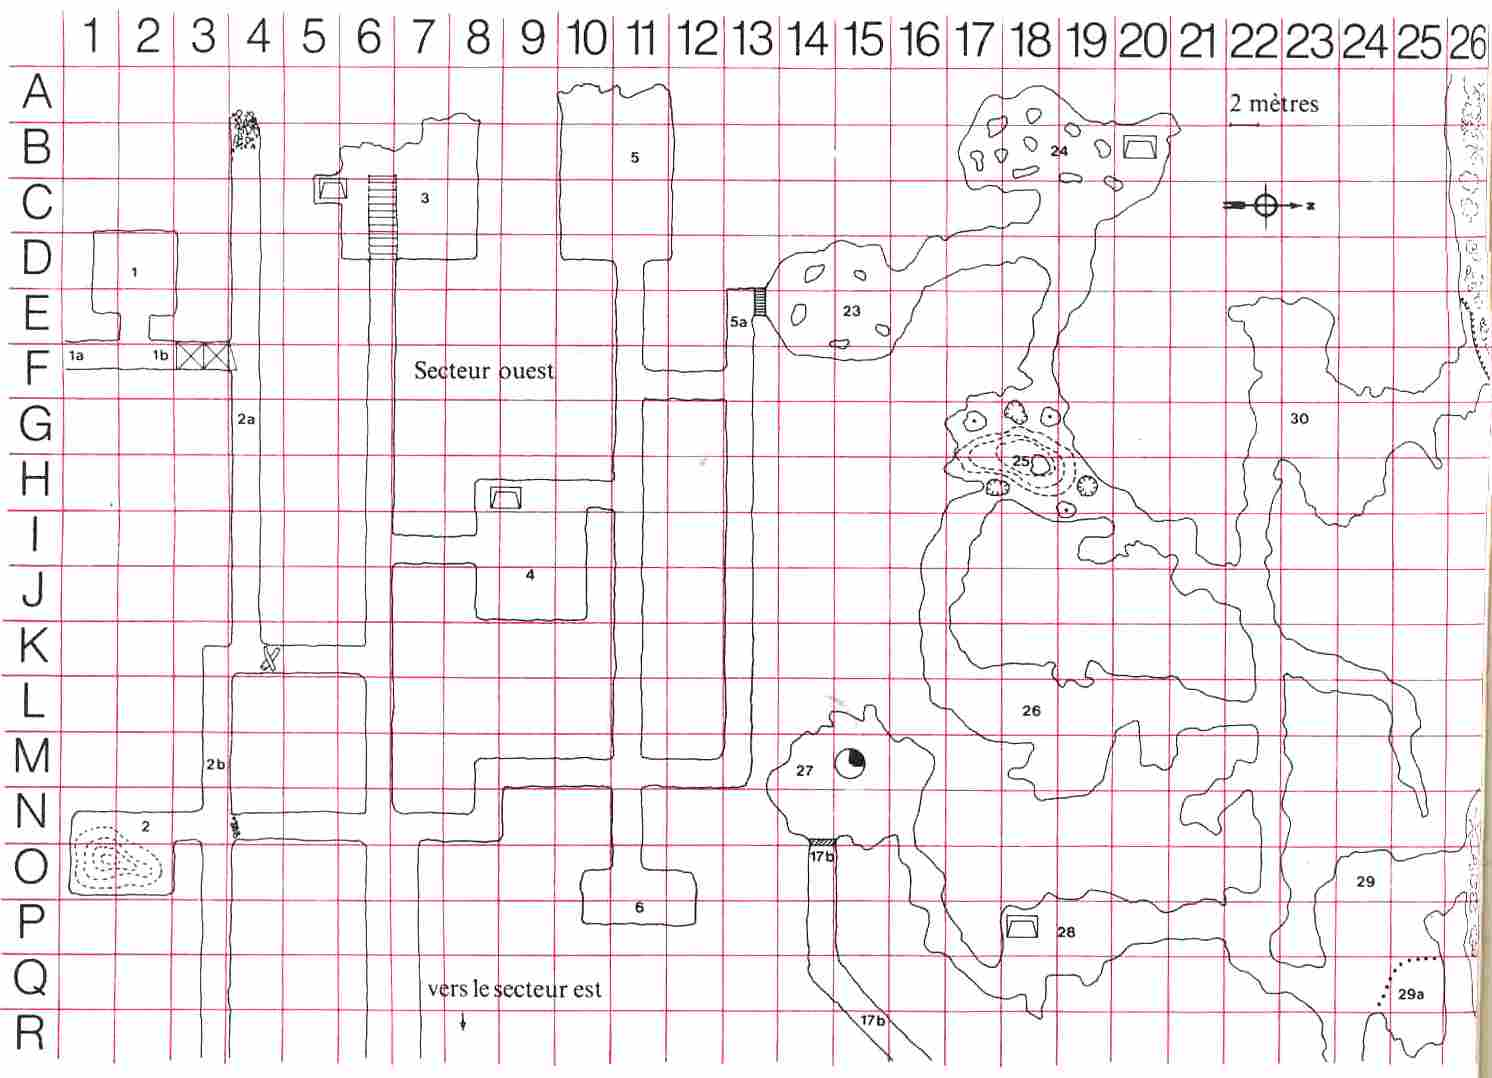 1 2 3 4 5 6 7 8 9 10 11 12 13 14 15 16 17 18 19 20 21 22 23 24 25 26
A
2 mètres
B
5
24
C
3
z
D
1
E
5a
23
F
1a
1b
Secteur ouest
G
2a
30
H
25
I
J
4
K
L
26
M
2b
27
N
2
O
17b
29
P
6
28
Q
vers le secteur est
29a
R
17b